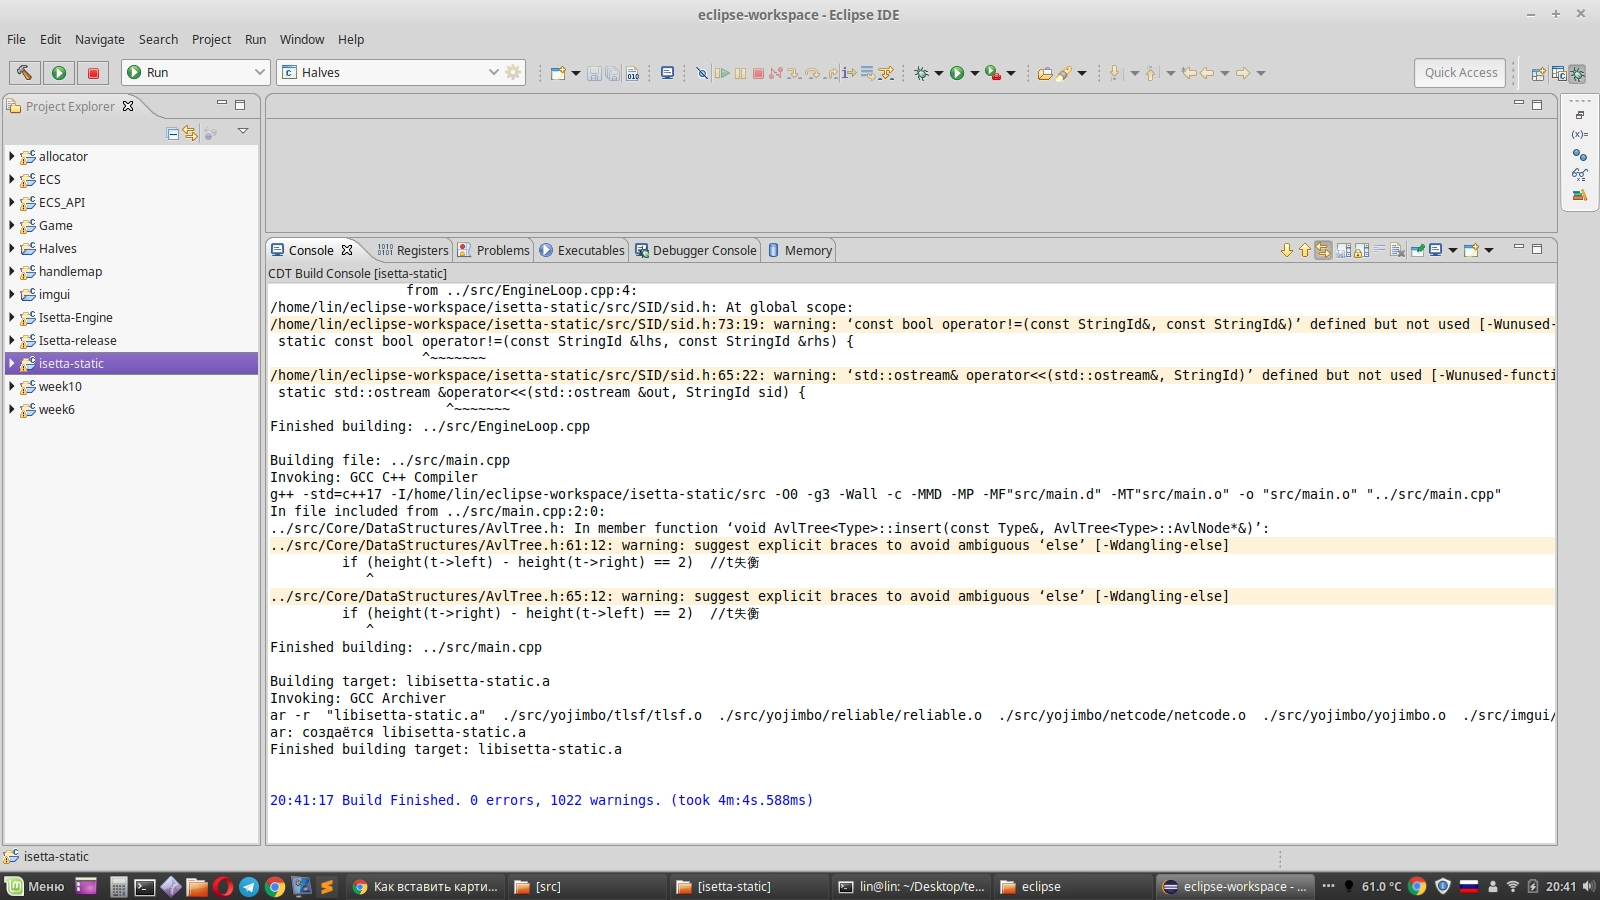 eclipse-workspace - Eclipse IDE
File Edit Navigate Search Project Run Window Help
Run Halves Quick Access
Project Explorer
allocator
ECS
ECS_API
Game
Halves
handlemap
imgui
Isetta-Engine
Isetta-release
isetta-static
week10
week6
Console Registers Problems Executables Debugger Console Memory
CDT Build Console [isetta-static]
from ../src/EngineLoop.cpp:4:
/home/lin/eclipse-workspace/isetta-static/src/SID/sid.h: At global scope:
/home/lin/eclipse-workspace/isetta-static/src/SID/sid.h:73:19: warning: ‘const bool operator!=(const StringId&, const StringId&)’ defined but not used [-Wunused-
static const bool operator!=(const StringId &lhs, const StringId &rhs) {
^~~~~~~~
/home/lin/eclipse-workspace/isetta-static/src/SID/sid.h:65:22: warning: ‘std::ostream& operator<<(std::ostream&, StringId)’ defined but not used [-Wunused-functi
static std::ostream &operator<<(std::ostream &out, StringId sid) {
^~~~~~~~
Finished building: ../src/EngineLoop.cpp
Building file: ../src/main.cpp
Invoking: GCC C++ Compiler
g++ -std=c++17 -I/home/lin/eclipse-workspace/isetta-static/src -O0 -g3 -Wall -c -MMD -MP -MF"src/main.d" -MT"src/main.o" -o "src/main.o" "../src/main.cpp"
In file included from ../src/main.cpp:2:0:
../src/Core/DataStructures/AvlTree.h: In member function ‘void AvlTree<Type>::insert(const Type&, AvlTree<Type>::AvlNode*&)’:
../src/Core/DataStructures/AvlTree.h:61:12: warning: suggest explicit braces to avoid ambiguous ‘else’ [-Wdangling-else]
if (height(t->left) - height(t->right) == 2)  //t失衡
^
../src/Core/DataStructures/AvlTree.h:65:12: warning: suggest explicit braces to avoid ambiguous ‘else’ [-Wdangling-else]
if (height(t->right) - height(t->left) == 2)  //t失衡
^
Finished building: ../src/main.cpp
Building target: libisetta-static.a
Invoking: GCC Archiver
ar -r  "libisetta-static.a"  ./src/yojimbo/tlsf/tlsf.o  ./src/yojimbo/reliable/reliable.o  ./src/yojimbo/netcode/netcode.o  ./src/yojimbo/yojimbo.o  ./src/imgui/
ar: создаётся libisetta-static.a
Finished building target: libisetta-static.a
20:41:17 Build Finished. 0 errors, 1022 warnings. (took 4m:4s.588ms)
isetta-static
Меню Как вставить карти... [src] [isetta-static] lin@lin: ~/Desktop/te... eclipse eclipse-workspace - ... 61.0 °C 20:41